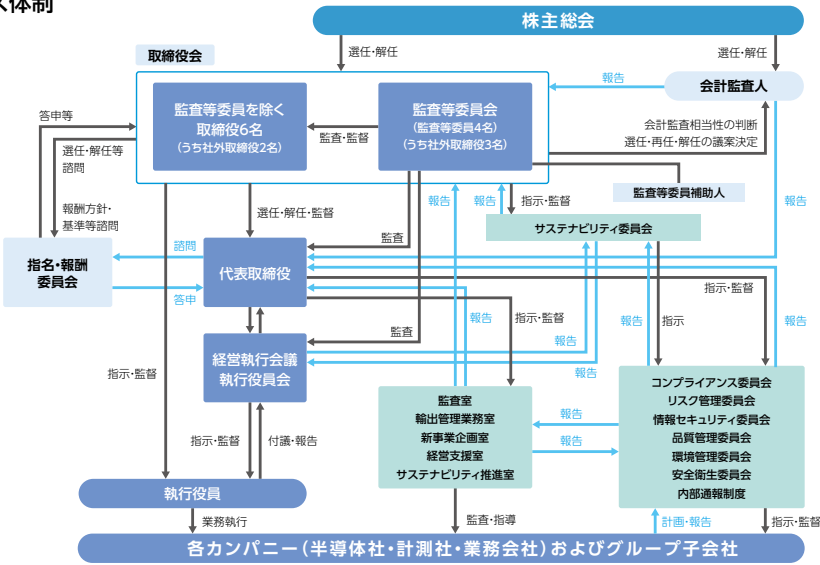 ス体制
株主総会
選任・解任
選任・解任
取締役会
報告
会計監査人
監査等委員を除く
取締役6名
(うち社外取締役2名)
監査・監督
監査等委員会
(監査等委員4名)
(うち社外取締役3名)
会計監査相当性の判断
選任・再任・解任の議案決定
答申等
選任・解任等
諮問
報酬方針・
基準等諮問
監査等委員補助人
選任・解任・監督
報告
報告
指示・監督
報告
サステナビリティ委員会
監査
諮問
指名・報酬
委員会
代表取締役
答申
指示・監督
報告
指示・監督
報告
指示
報告
監査
報告
経営執行会議
執行役員会
報告
指示・監督
コンプライアンス委員会
リスク管理委員会
情報セキュリティ委員会
品質管理委員会
環境管理委員会
安全衛生委員会
内部通報制度
監査室
輸出管理業務室
新事業企画室
経営支援室
サステナビリティ推進室
報告
報告
指示・監督
付議・報告
執行役員
業務執行
監査・指導
計画・報告
指示・監督
各カンパニー(半導体社・計測社・業務会社)およびグループ子会社